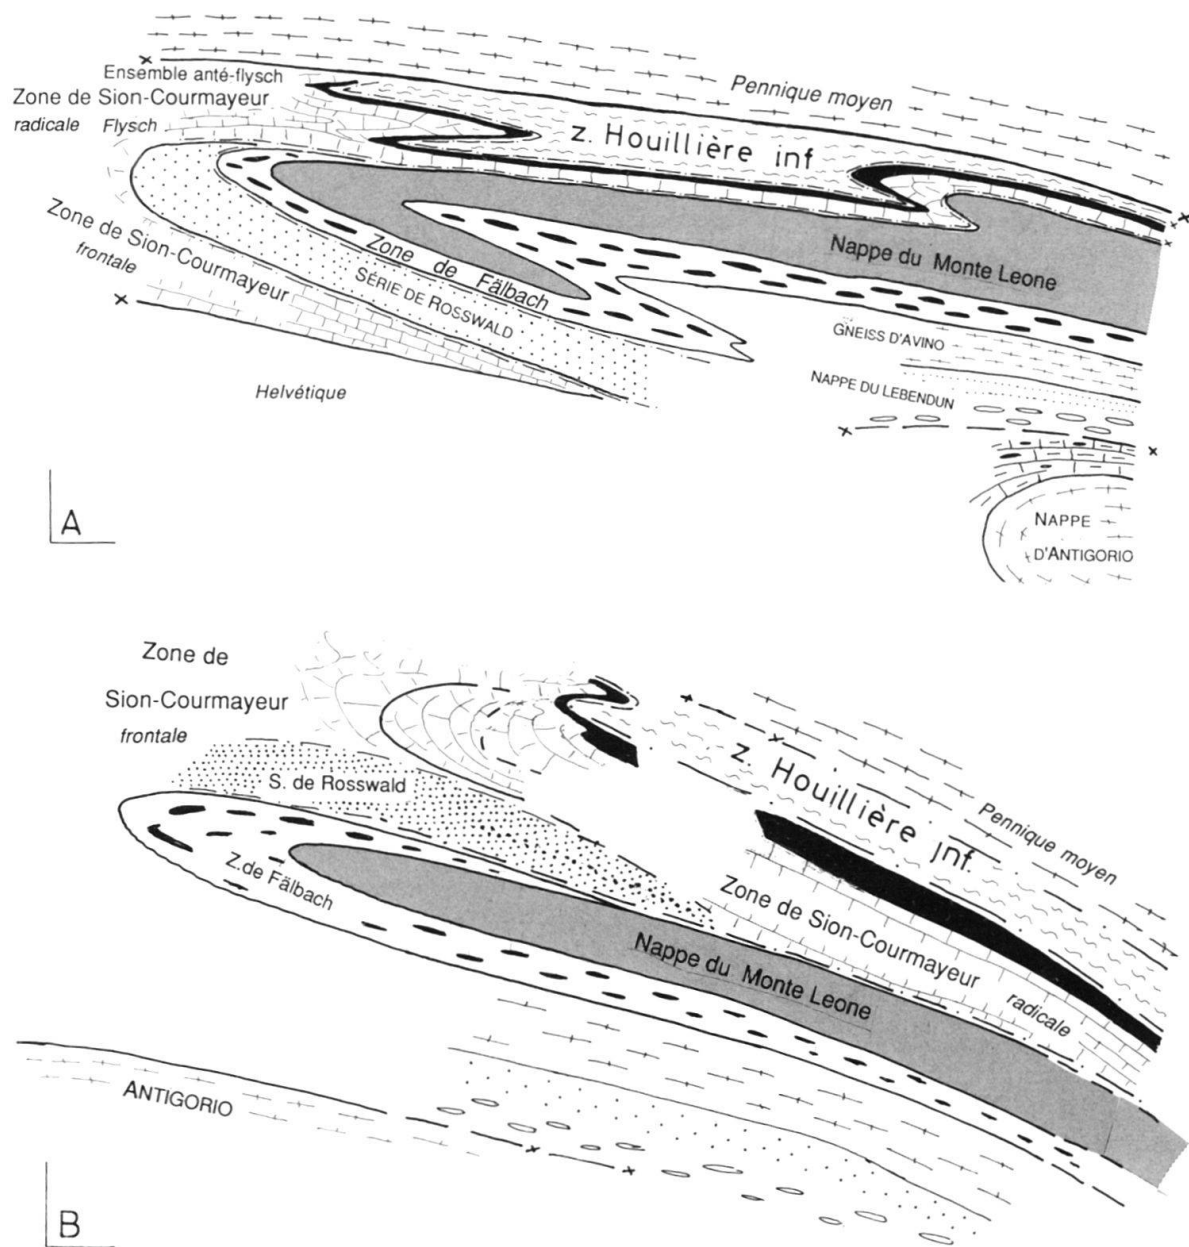 Pennique moyen
Ensemble anté-flysch
Zone de Sion-Courmayeur
radicale Flysch
z. Houillière inf
Zone de Sion-Courmayeur
frontale
Zone de Fälbach
SÉRIE DE ROSSWALD
Nappe du Monte Leone
GNEISS D'AVINO
NAPPE DU LEBENDUN
Helvétique
NAPPE
D'ANTIGORIO
A
Zone de
Sion-Courmayeur
frontale
S. de Rosswald
z. Houillière inf.
Pennique moyen
Z. de Fälbach
Zone de Sion-Courmayeur
radicale
Nappe du Monte Leone
ANTIGORIO
B